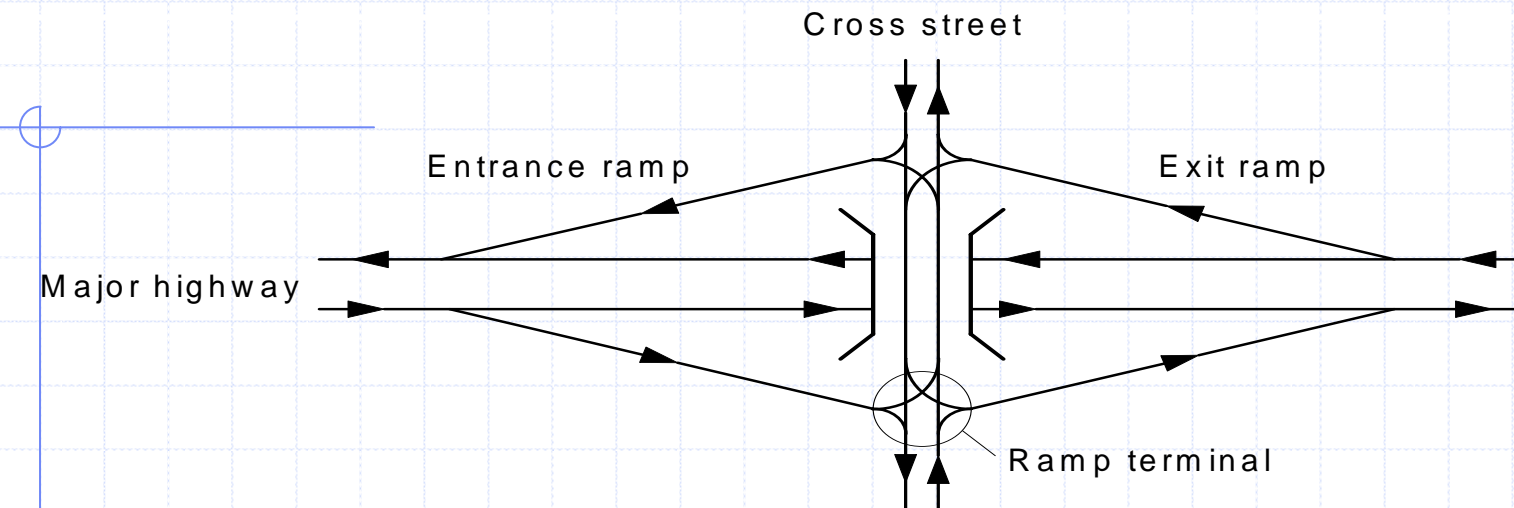 Cross street
Entrance ramp
Exit ramp
Major highway
Ramp terminal